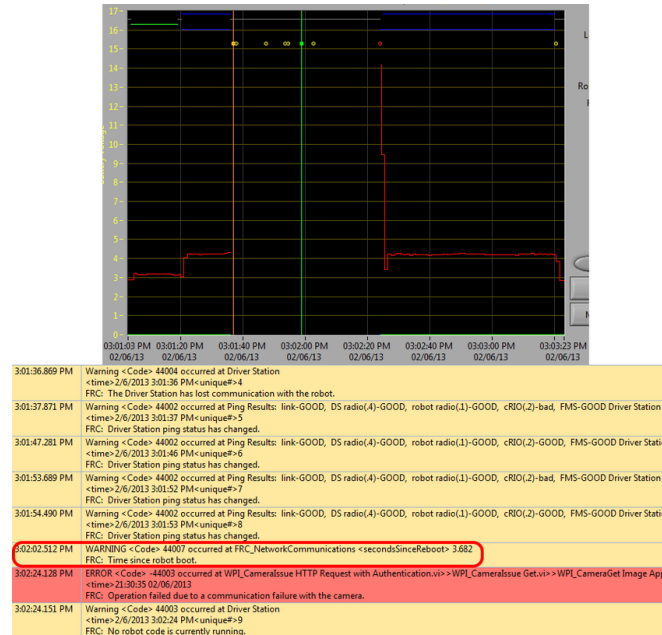 17-
16-
15-
14-
13-
12-
11-
10-
9-
8-
7-
6-
5-
4-
3-
2-
1-
0-
L
Ro
F
M
03:01:03 PM 03:01:20 PM 03:01:40 PM 03:02:00 PM 03:02:20 PM 03:02:40 PM 03:03:00 PM 03:03:23 PM
02/06/13 02/06/13 02/06/13 02/06/13 02/06/13 02/06/13 02/06/13 02/06/13
3:01:36.869 PM Warning <Code> 44004 occurred at Driver Station
<time>2/6/2013 3:01:36 PM<unique#>4
FRC: The Driver Station has lost communication with the robot.
3:01:37.871 PM Warning <Code> 44002 occurred at Ping Results: link-GOOD, DS radio(.4)-GOOD, robot radio(.1)-GOOD, cRIO(.2)-bad, FMS-GOOD Driver Station
<time>2/6/2013 3:01:37 PM<unique#>5
FRC: Driver Station ping status has changed.
3:01:47.281 PM Warning <Code> 44002 occurred at Ping Results: link-GOOD, DS radio(.4)-GOOD, robot radio(.1)-GOOD, cRIO(.2)-GOOD, FMS-GOOD Driver Stati
<time>2/6/2013 3:01:46 PM<unique#>6
FRC: Driver Station ping status has changed.
3:01:53.689 PM Warning <Code> 44002 occurred at Ping Results: link-GOOD, DS radio(.4)-GOOD, robot radio(.1)-GOOD, cRIO(.2)-bad, FMS-GOOD Driver Station
<time>2/6/2013 3:01:52 PM<unique#>7
FRC: Driver Station ping status has changed.
3:01:54.490 PM Warning <Code> 44002 occurred at Ping Results: link-GOOD, DS radio(.4)-GOOD, robot radio(.1)-GOOD, cRIO(.2)-GOOD, FMS-GOOD Driver Stati
<time>2/6/2013 3:01:53 PM<unique#>8
FRC: Driver Station ping status has changed.
3:02:02.512 PM WARNING <Code> 44007 occurred at FRC_NetworkCommunications <secondsSinceReboot> 3.682
FRC: Time since robot boot.
3:02:24.128 PM ERROR <Code> -44003 occurred at WPI_CameraIssue HTTP Request with Authentication.vi>>WPI_CameraIssue Get.vi>>WPI_CameraGet Image App
<time>21:30:35 02/06/2013
FRC: Operation failed due to a communication failure with the camera.
3:02:24.151 PM Warning <Code> 44003 occurred at Driver Station
<time>2/6/2013 3:02:24 PM<unique#>9
FRC: No robot code is currently running.